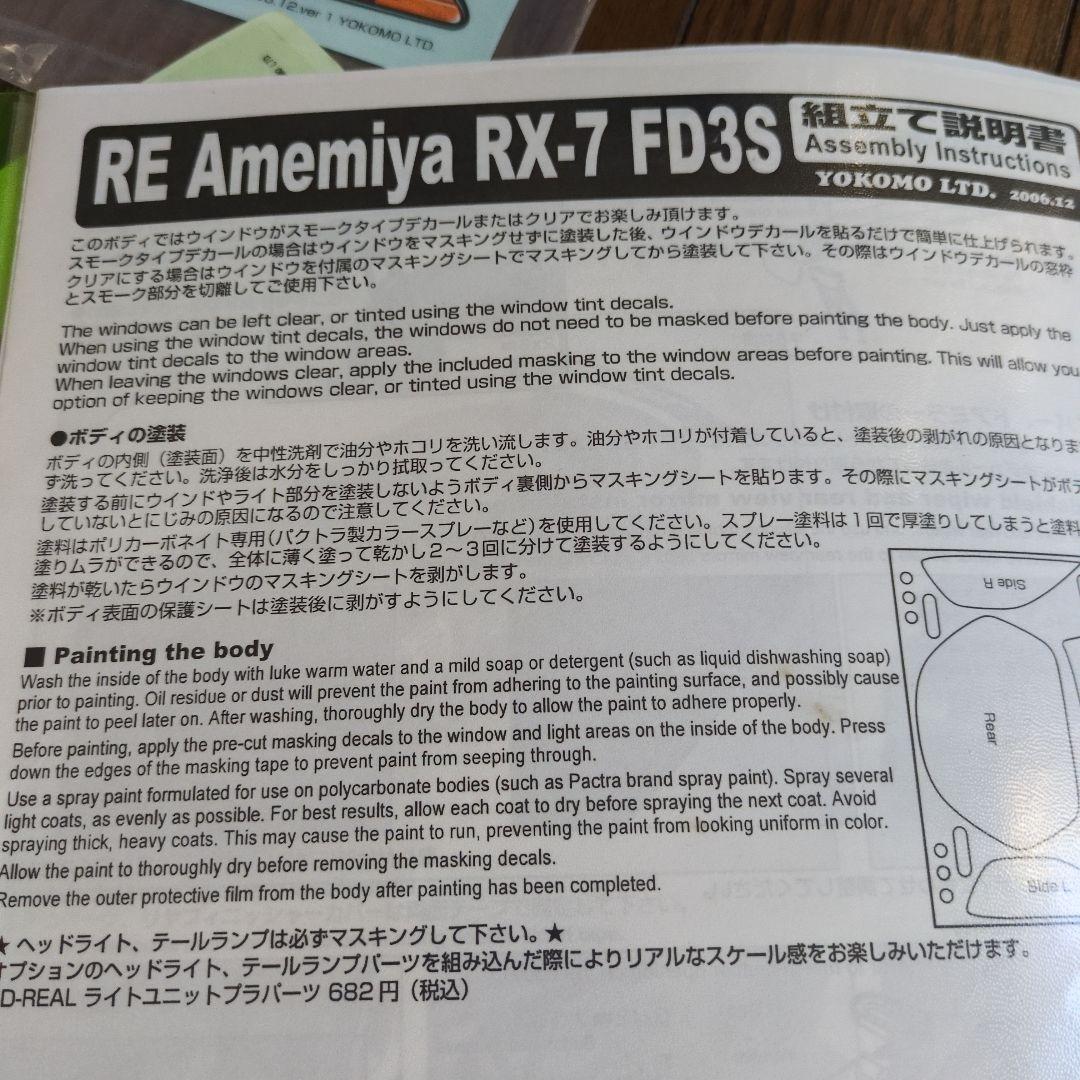 .12.ver 1 YOKOMO LTD.
RE Amemiya RX-7 FD3S
組立て説明書
Assembly Instructions
YOKOMO LTD. 2006.12
このボディではウインドウがスモークタイプデカールまたはクリアでお楽しみ頂けます。
スモークタイプデカールの場合はウインドウをマスキングせずに塗装した後、ウインドウデカールを貼るだけで簡単に仕上げられます。
クリアにする場合はウインドウを付属のマスキングシートでマスキングしてから塗装して下さい。その際はウインドウデカールの窓枠
とスモーク部分を切離してご使用下さい。
The windows can be left clear, or tinted using the window tint decals.
When using the window tint decals, the windows do not need to be masked before painting the body. Just apply the
window tint decals to the window areas.
When leaving the windows clear, apply the included masking to the window areas before painting. This will allow you
option of keeping the windows clear, or tinted using the window tint decals.
●ボディの塗装
ボディの内側（塗装面）を中性洗剤で油分やホコリを洗い流します。油分やホコリが付着していると、塗装後の剥がれの原因となりま
ず洗ってください。洗浄後は水分をしっかり拭取ってください。
塗装する前にウインドやライト部分を塗装しないようボディ裏側からマスキングシートを貼ります。その際にマスキングシートがボデ
していないとにじみの原因になるので注意してください。
塗料はポリカーボネイト専用（パクトラ製カラースプレーなど）を使用してください。スプレー塗料は１回で厚塗りしてしまうと塗料
塗りムラができるので、全体に薄く塗って乾かし２～３回に分けて塗装するようにしてください。
塗料が乾いたらウインドウのマスキングシートを剥がします。
※ボディ表面の保護シートは塗装後に剥がすようにしてください。
■ Painting the body
Wash the inside of the body with luke warm water and a mild soap or detergent (such as liquid dishwashing soap)
prior to painting. Oil residue or dust will prevent the paint from adhering to the painting surface, and possibly cause
the paint to peel later on. After washing, thoroughly dry the body to allow the paint to adhere properly.
Before painting, apply the pre-cut masking decals to the window and light areas on the inside of the body. Press
down the edges of the masking tape to prevent paint from seeping through.
Use a spray paint formulated for use on polycarbonate bodies (such as Pactra brand spray paint). Spray several
light coats, as evenly as possible. For best results, allow each coat to dry before spraying the next coat. Avoid
spraying thick, heavy coats. This may cause the paint to run, preventing the paint from looking uniform in color.
Allow the paint to thoroughly dry before removing the masking decals.
Remove the outer protective film from the body after painting has been completed.
Side R
Rear
Side L
★ ヘッドライト、テールランプは必ずマスキングして下さい。★
オプションのヘッドライト、テールランプパーツを組み込んだ際によりリアルなスケール感をお楽しみいただけます。
D-REAL ライトユニットプラパーツ 682円（税込）